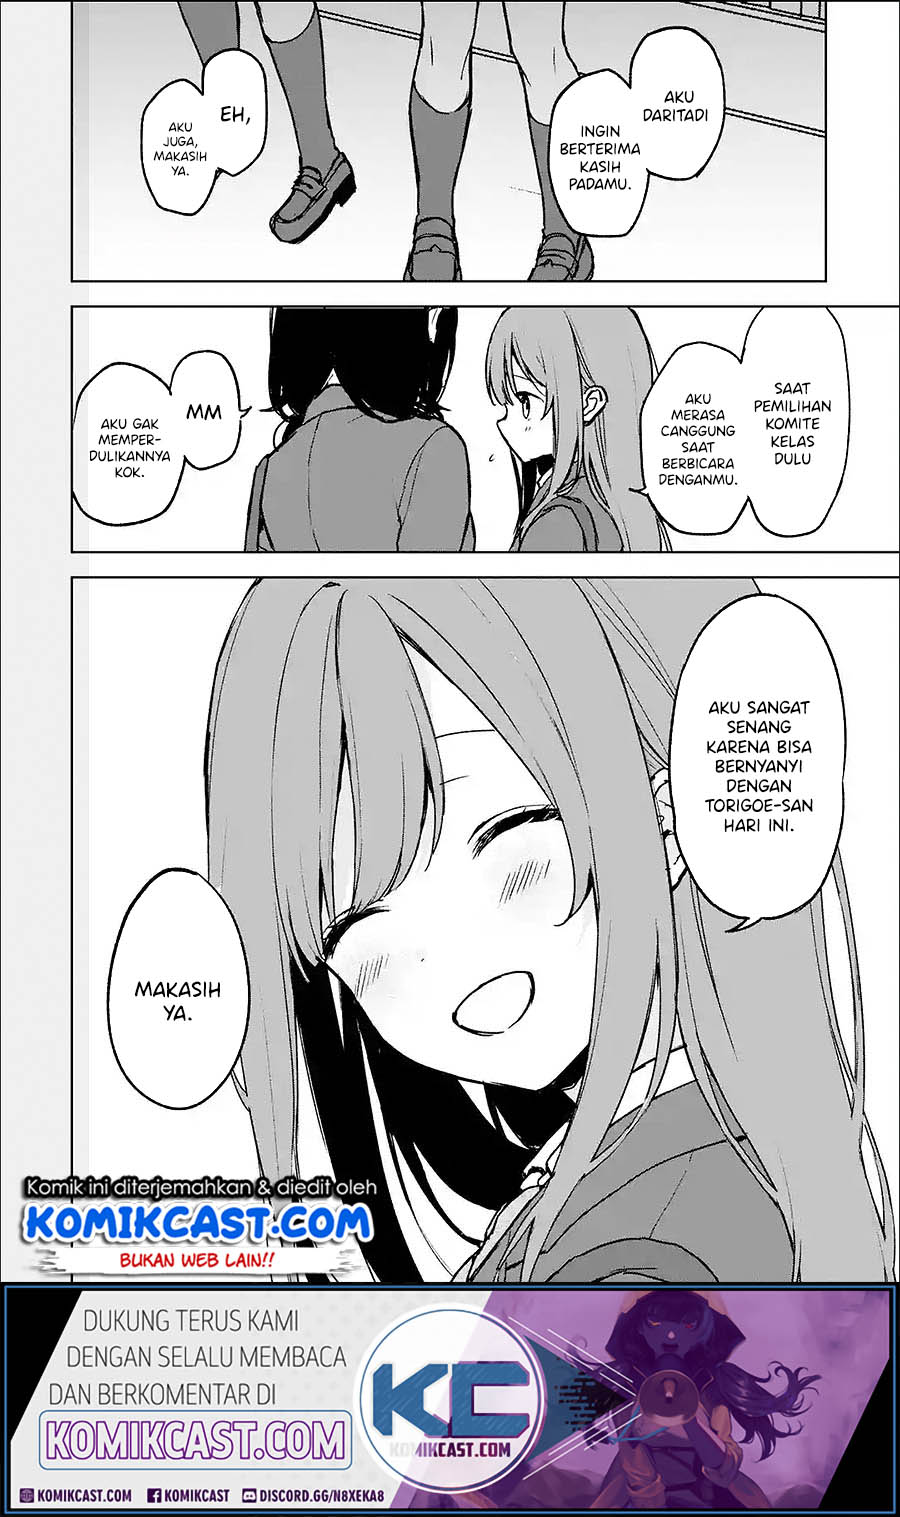 AKU
DARITADI
INGIN
BERTERIMA
KASIH
PADAMU.
EH,
AKU
JUGA,
MAKASIH
YA.
SAAT
PEMILIHAN
KOMITE
KELAS
DULU
AKU
MERASA
CANGGUNG
SAAT
BERBICARA
DENGANMU.
MM
AKU GAK
MEMPER-
DULIKANNYA
KOK.
AKU SANGAT
SENANG
KARENA BISA
BERNYANYI
DENGAN
TORIGOE-SAN
HARI INI.
MAKASIH
YA.
Komik ini diterjemahkan & diedit oleh
KOMIKCAST.COM
BUKAN WEB LAIN!!
DUKUNG TERUS KAMI
DENGAN SELALU MEMBACA
DAN BERKOMENTAR DI
KOMIKCAST.COM
KC
KOMIKCAST.COM
KOMIKCAST.COM KOMIKCAST DISCORD.GG/N8XEKA8